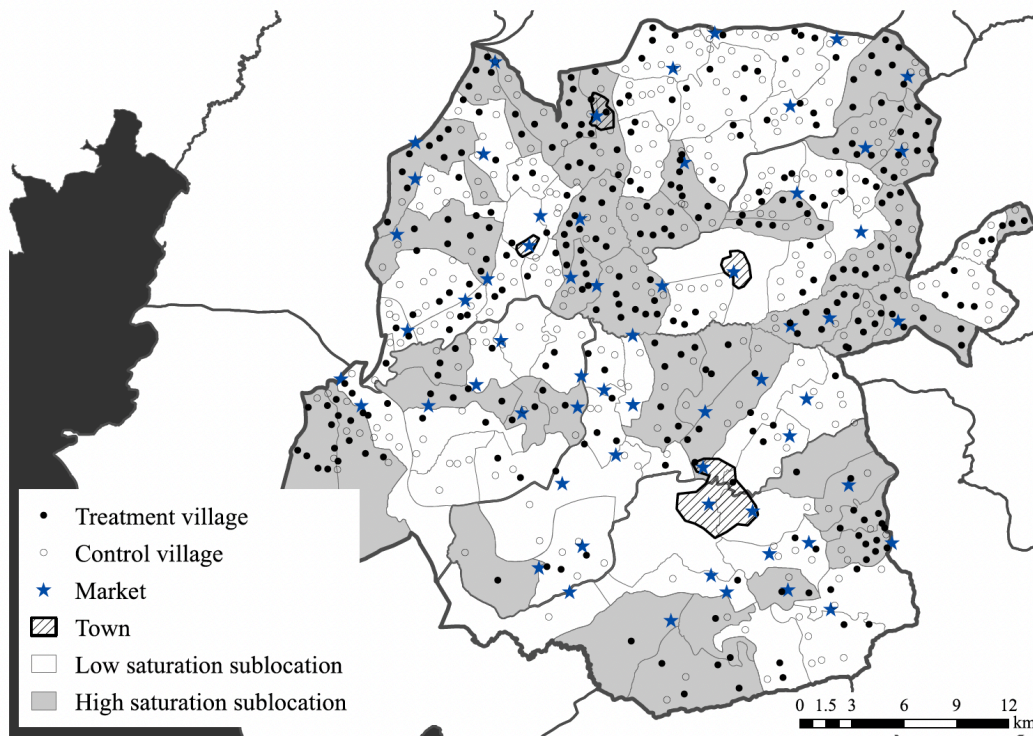 Treatment village
Control village
Market
Town
Low saturation sublocation
High saturation sublocation
0 1.5 3 6 9 12
km